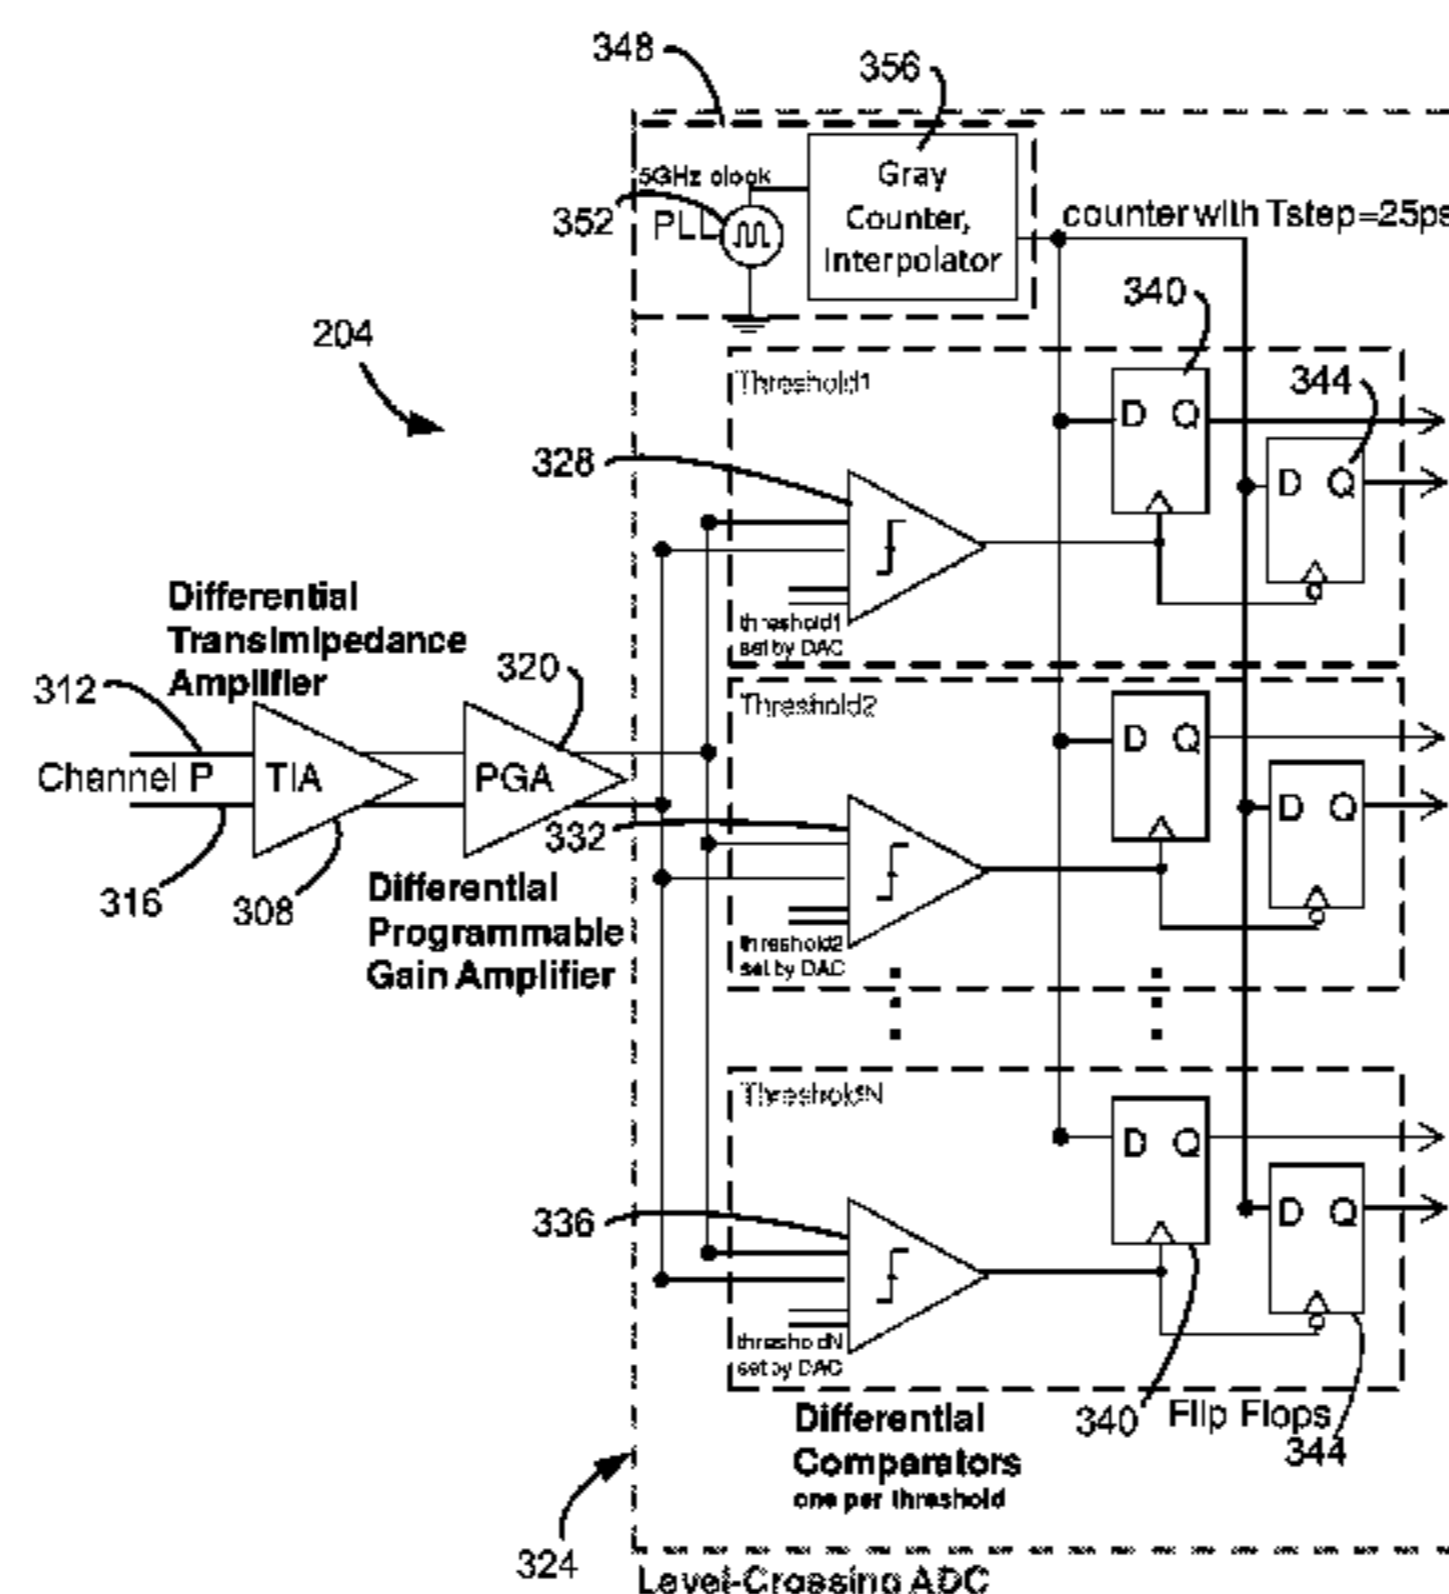 348
356
5GHz clock
352
PLL
Gray
Counter,
Interpolator
counter with Tstep=25ps
340
204
Threshold1
344
D Q
D Q
328
threshold1
set by DAC
Differential
Transimipedance
Amplifier
312
320
Channel P
TIA
PGA
316
308
332
Differential
Programmable
Gain Amplifier
Threshold2
D Q
D Q
threshold2
set by DAC
ThresholdN
D Q
D Q
336
thresholdN
set by DAC
Differential
Comparators
one per threshold
340
Flip Flops
344
324
Level-Crossing ADC